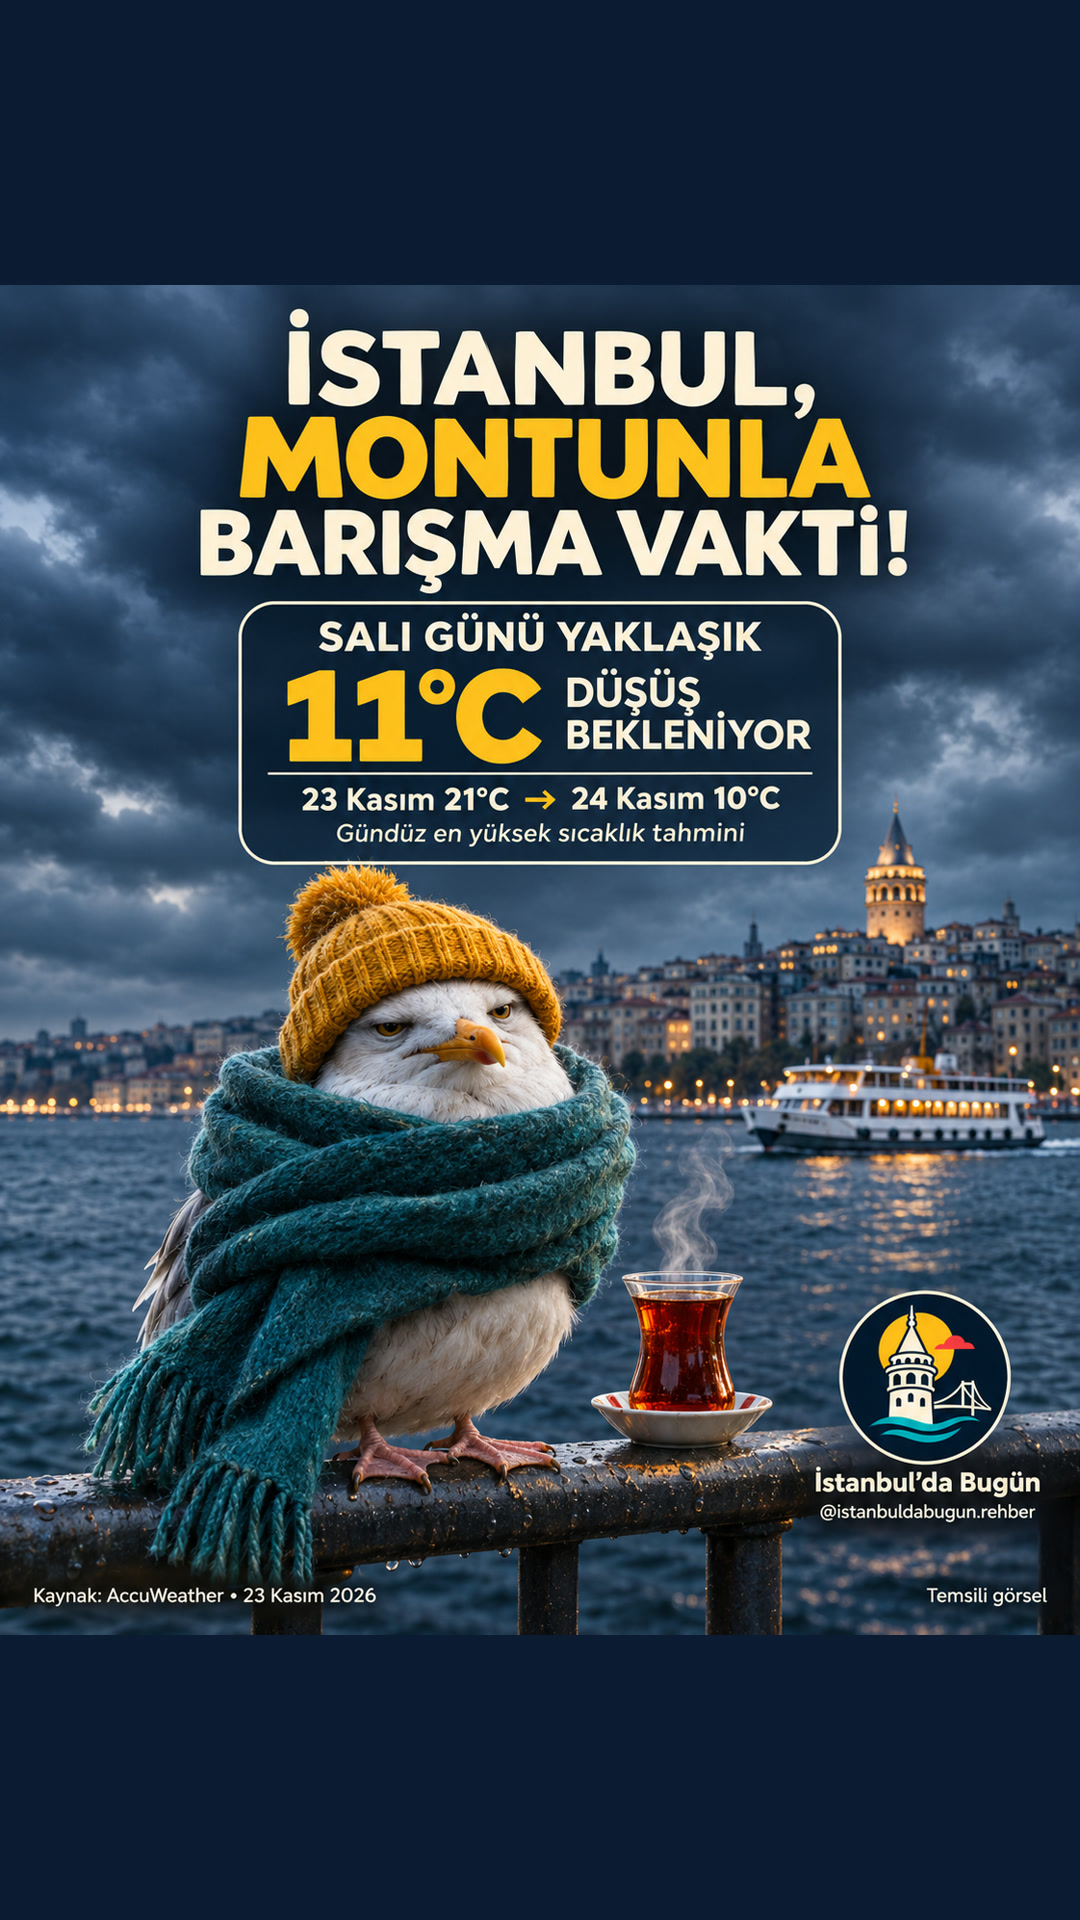 İSTANBUL,
MONTUNLA
BARIŞMA VAKTİ!
SALI GÜNÜ YAKLAŞIK
11°C DÜŞÜŞ
BEKLENİYOR
23 Kasım 21°C → 24 Kasım 10°C
Gündüz en yüksek sıcaklık tahmini
İstanbul'da Bugün
@istanbuldabugun.rehber
Kaynak: AccuWeather • 23 Kasım 2026
Temsili görsel